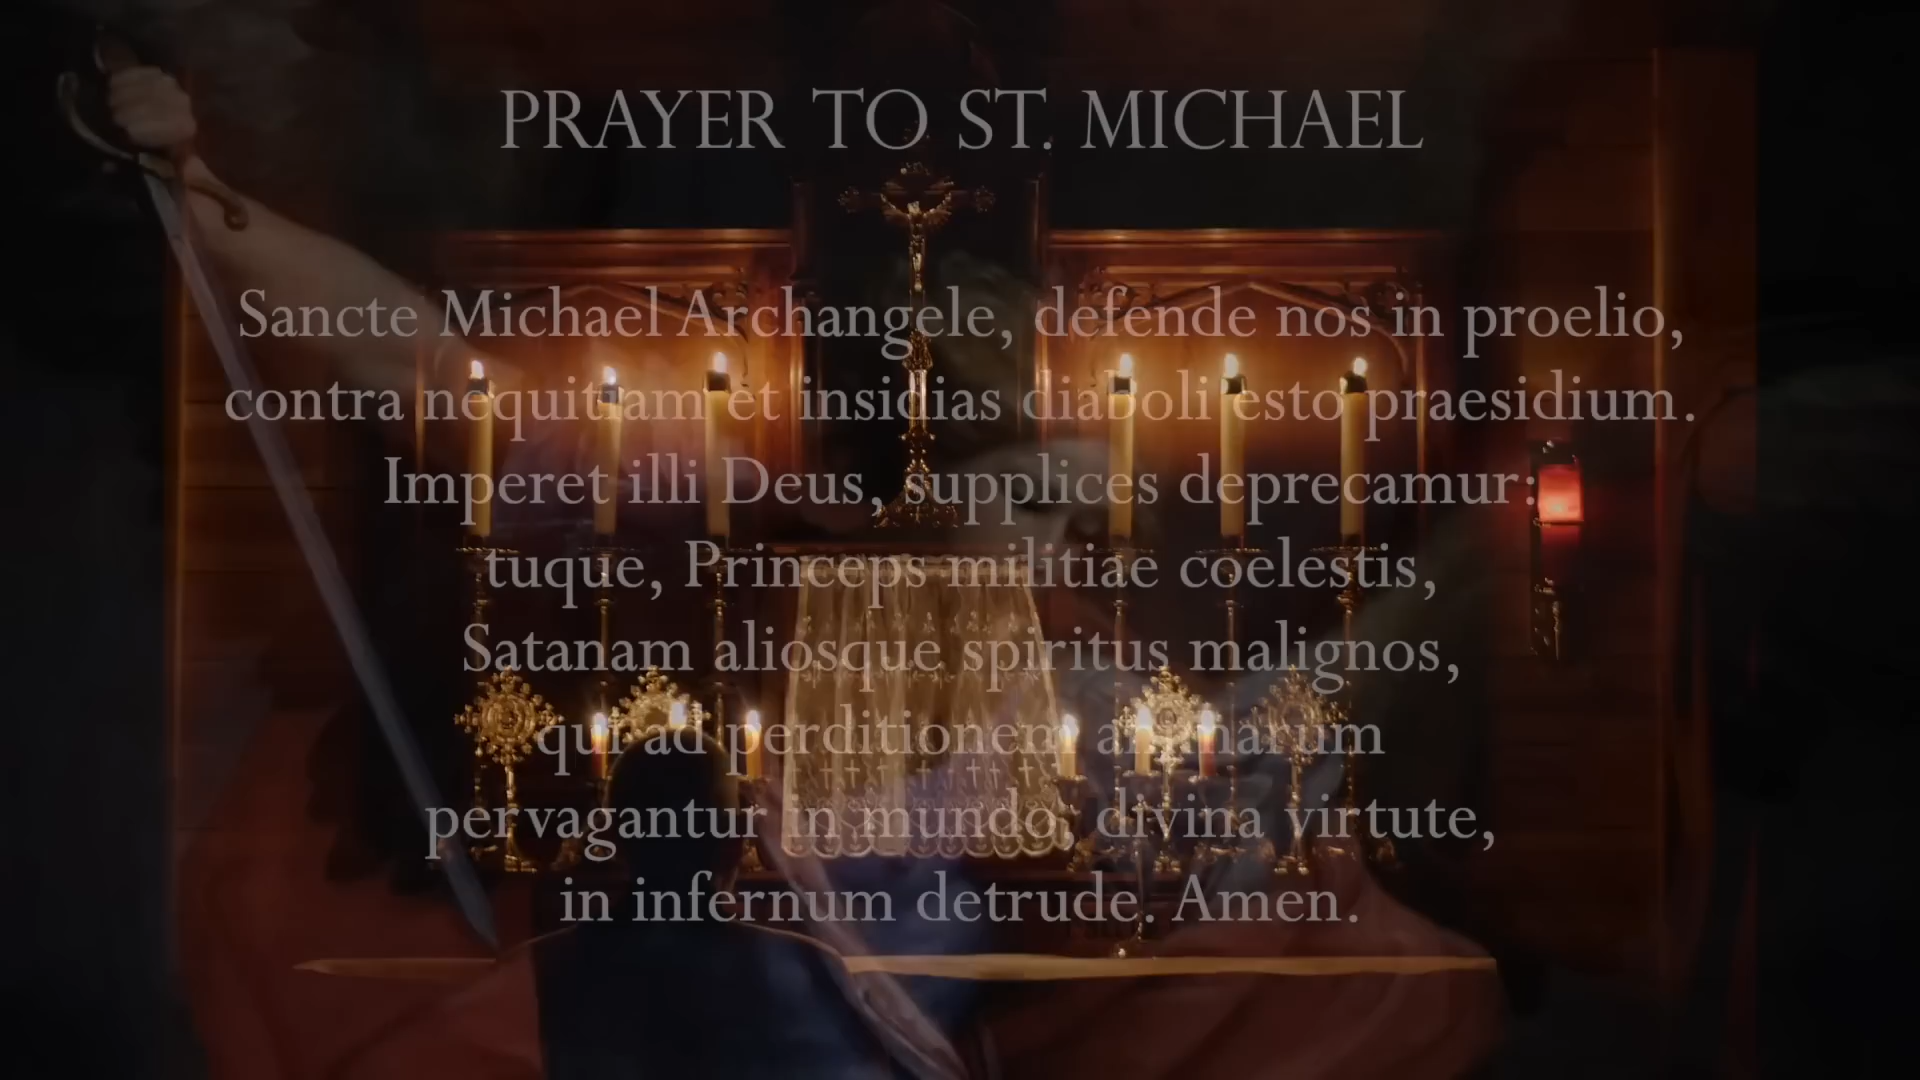 PRAYER TO ST. MICHAEL
Sancte Michael Archangele, defende nos in proelio,
contra nequitiam et insidias diaboli esto praesidium.
Imperet illi Deus, supplices deprecamur:
tuque, Princeps militiae coelestis,
Satanam aliosque spiritus malignos,
qui ad perditionem animarum
pervagantur in mundo, divina virtute,
in infernum detrude. Amen.